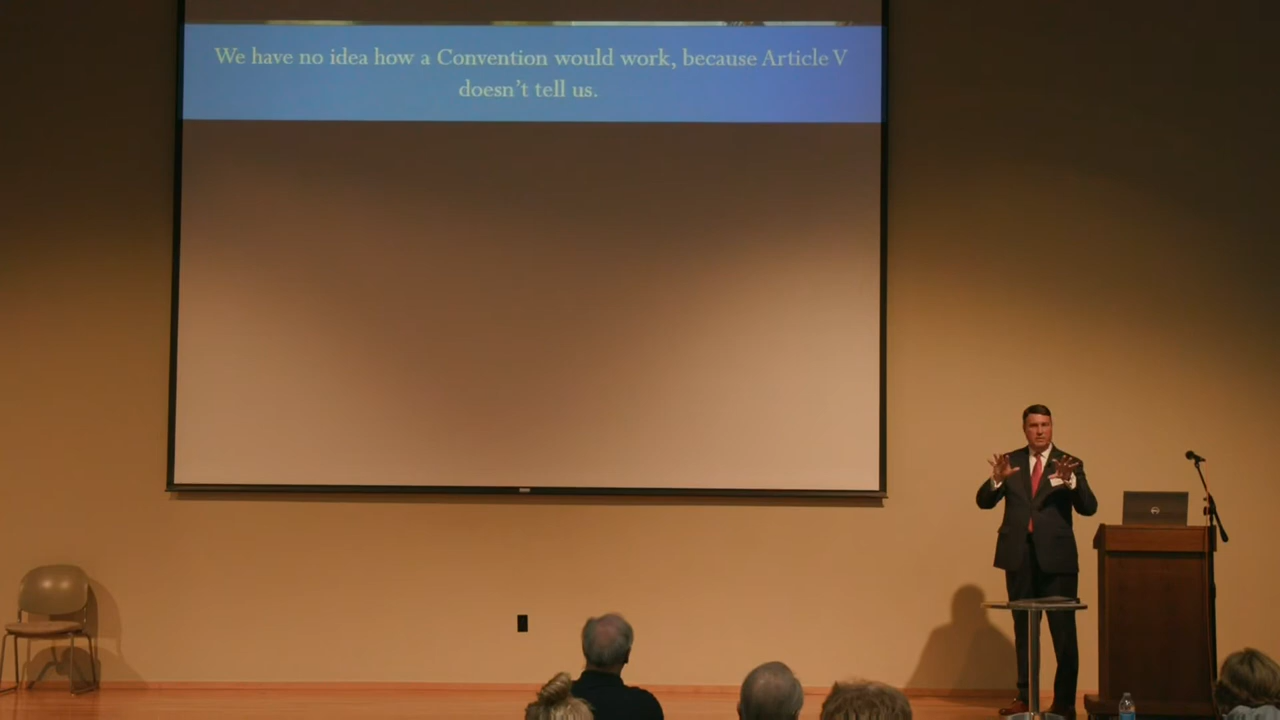 We have no idea how a Convention would work, because Article V
doesn't tell us.